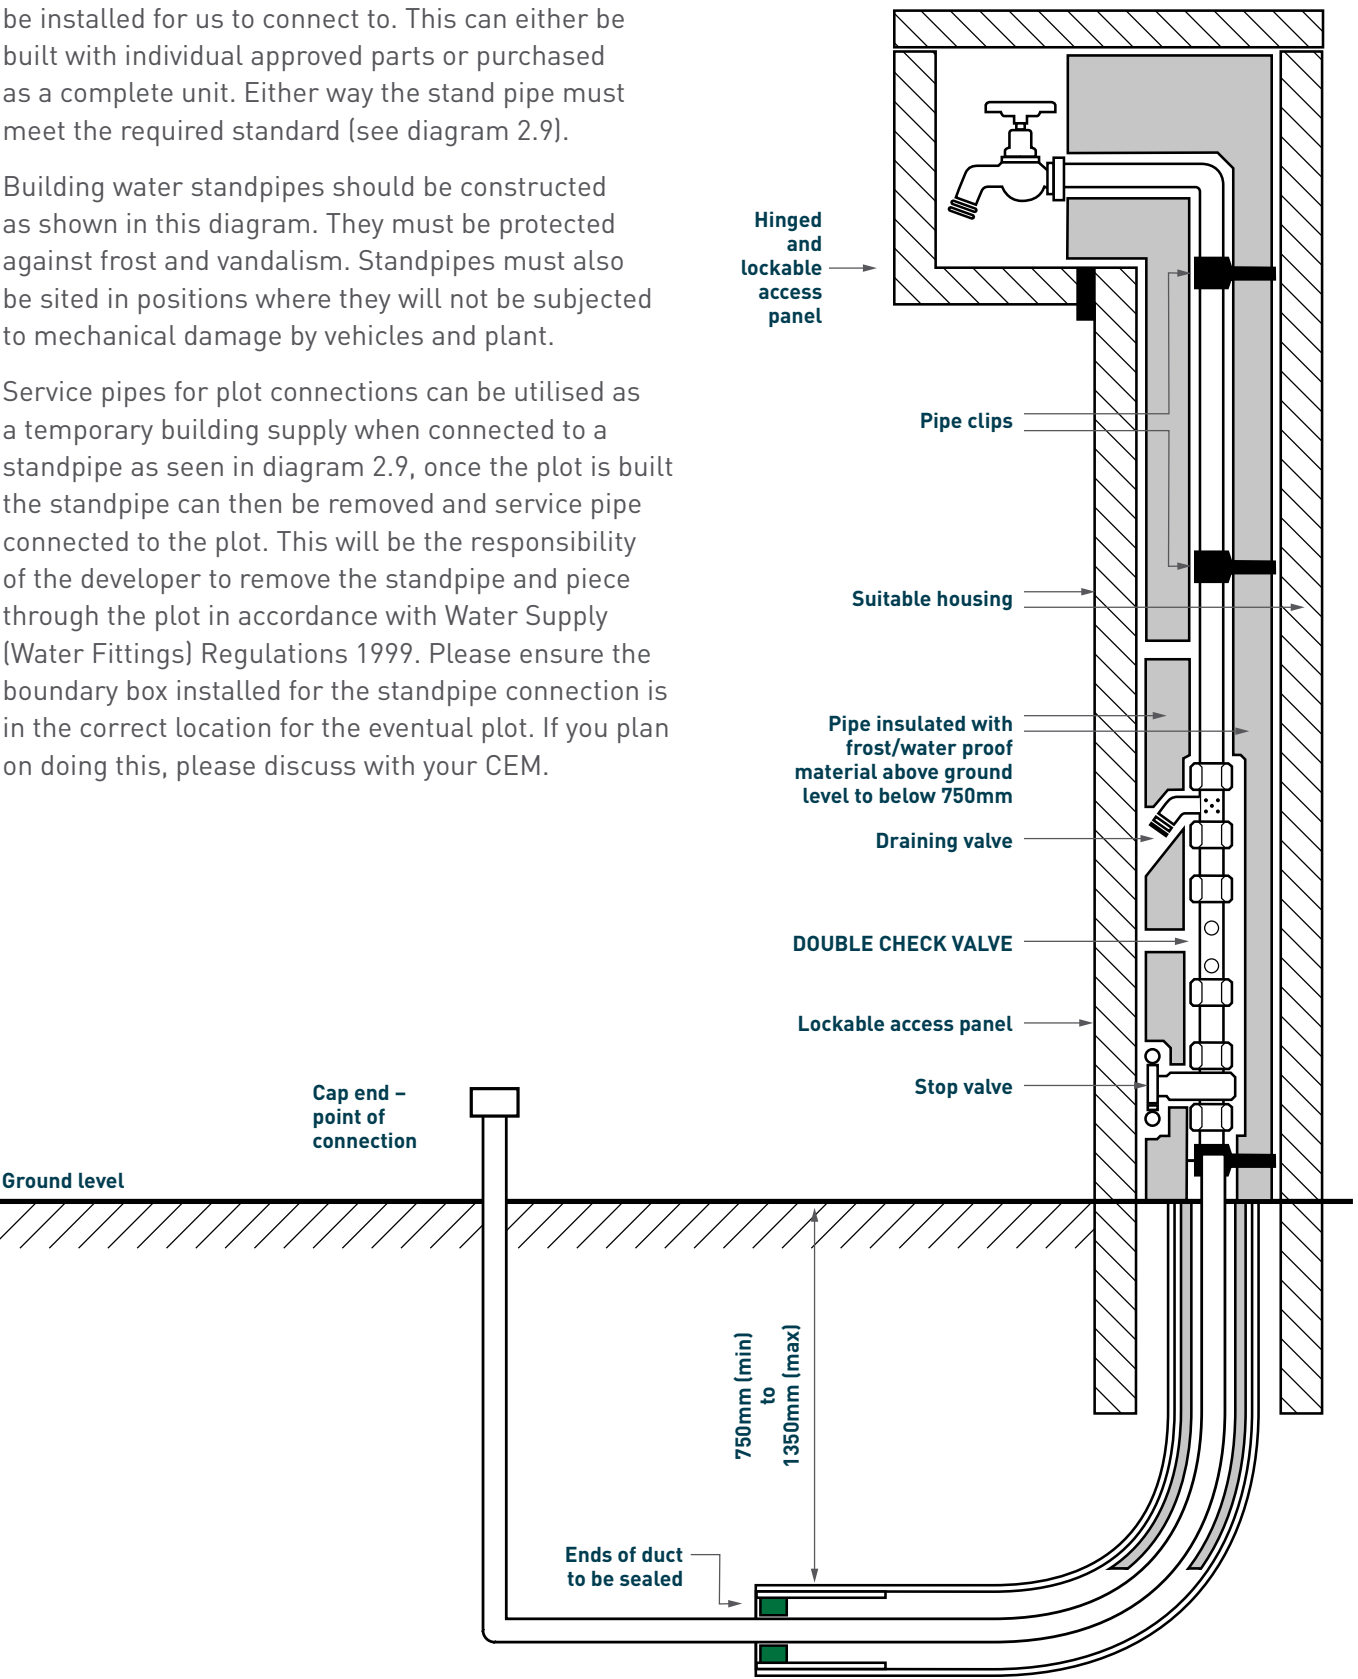 be installed for us to connect to. This can either be
built with individual approved parts or purchased
as a complete unit. Either way the stand pipe must
meet the required standard (see diagram 2.9).
Building water standpipes should be constructed
as shown in this diagram. They must be protected
against frost and vandalism. Standpipes must also
be sited in positions where they will not be subjected
to mechanical damage by vehicles and plant.
Service pipes for plot connections can be utilised as
a temporary building supply when connected to a
standpipe as seen in diagram 2.9, once the plot is built
the standpipe can then be removed and service pipe
connected to the plot. This will be the responsibility
of the developer to remove the standpipe and piece
through the plot in accordance with Water Supply
(Water Fittings) Regulations 1999. Please ensure the
boundary box installed for the standpipe connection is
in the correct location for the eventual plot. If you plan
on doing this, please discuss with your CEM.
Hinged
and
lockable
access
panel
Pipe clips
Suitable housing
Pipe insulated with
frost/water proof
material above ground
level to below 750mm
Draining valve
DOUBLE CHECK VALVE
Lockable access panel
Stop valve
Cap end –
point of
connection
Ground level
750mm (min)
to
1350mm (max)
Ends of duct
to be sealed